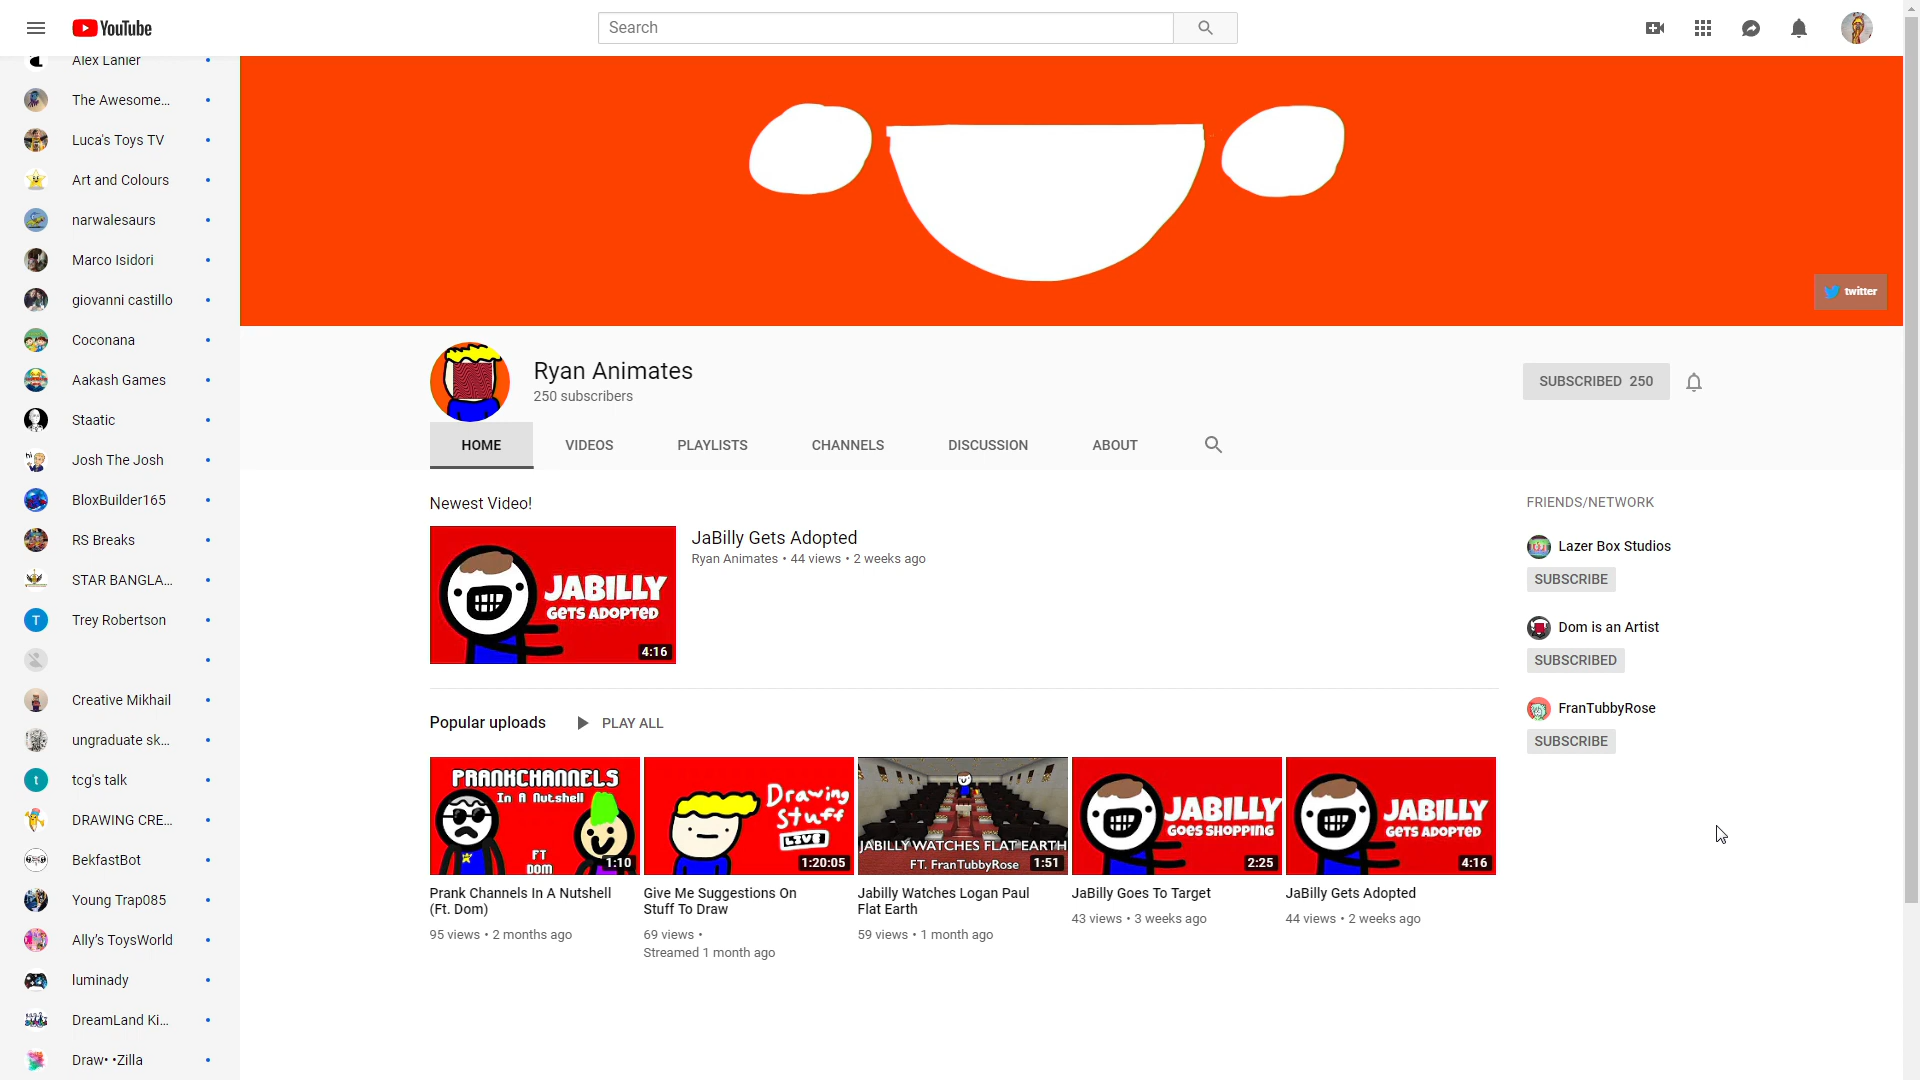 YouTube
Search
Alex Lanier
The Awesome...
Luca's Toys TV
Art and Colours
narwalesaurs
Marco Isidori
giovanni castillo
Coconana
Aakash Games
Staatic
Josh The Josh
BloxBuilder165
RS Breaks
STAR BANGLA...
T
Trey Robertson
Creative Mikhail
ungraduate sk...
t
tcg's talk
DRAWING CRE...
BekfastBot
Young Trap085
Ally's ToysWorld
luminady
DreamLand Ki...
Draw• •Zilla
twitter
Ryan Animates
250 subscribers
SUBSCRIBED 250
HOME
VIDEOS
PLAYLISTS
CHANNELS
DISCUSSION
ABOUT
Newest Video!
JABILLY
GETS ADOPTED
4:16
JaBilly Gets Adopted
Ryan Animates • 44 views • 2 weeks ago
Popular uploads
PLAY ALL
PRANKCHANNELS
In A Nutshell
FT
DOM
1:10
Prank Channels In A Nutshell
(Ft. Dom)
95 views • 2 months ago
Drawing
Stuff
LIVE!
1:20:05
Give Me Suggestions On
Stuff To Draw
69 views •
Streamed 1 month ago
JABILLY WATCHES FLAT EARTH
FT. FranTubbyRose
1:51
Jabilly Watches Logan Paul
Flat Earth
59 views • 1 month ago
JABILLY
GOES SHOPPING
2:25
JaBilly Goes To Target
43 views • 3 weeks ago
JABILLY
GETS ADOPTED
4:16
JaBilly Gets Adopted
44 views • 2 weeks ago
FRIENDS/NETWORK
Lazer Box Studios
SUBSCRIBE
Dom is an Artist
SUBSCRIBED
FranTubbyRose
SUBSCRIBE